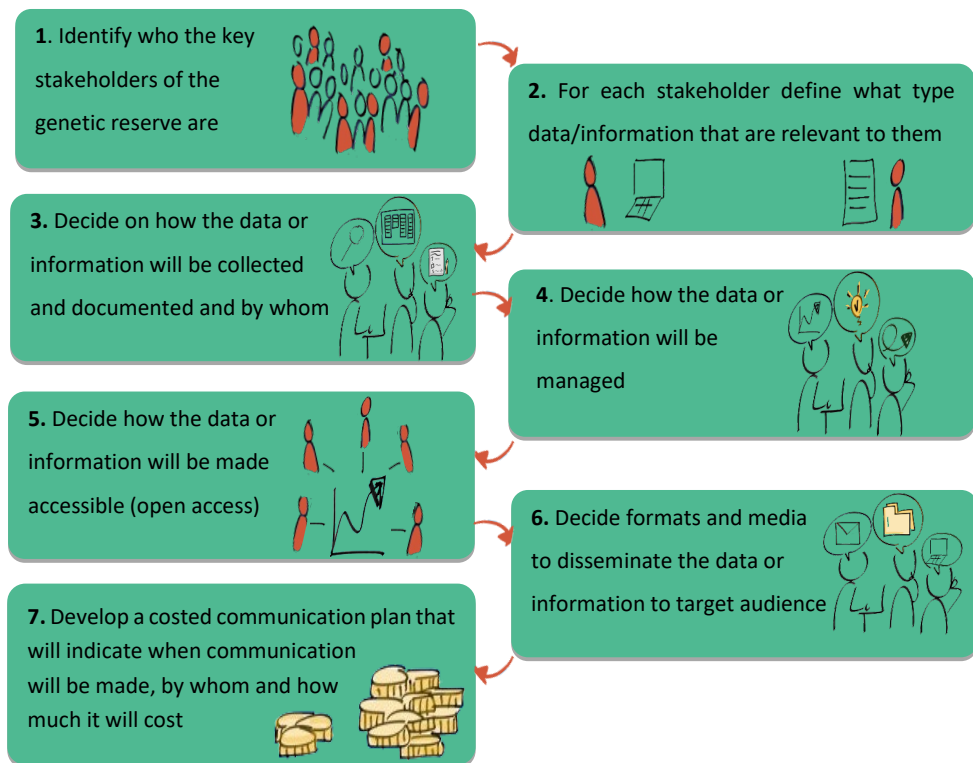 1. Identify who the key
stakeholders of the
genetic reserve are
2. For each stakeholder define what type
data/information that are relevant to them
3. Decide on how the data or
information will be collected
and documented and by whom
4. Decide how the data or
information will be
managed
5. Decide how the data or
information will be made
accessible (open access)
6. Decide formats and media
to disseminate the data or
information to target audience
7. Develop a costed communication plan that
will indicate when communication
will be made, by whom and how
much it will cost